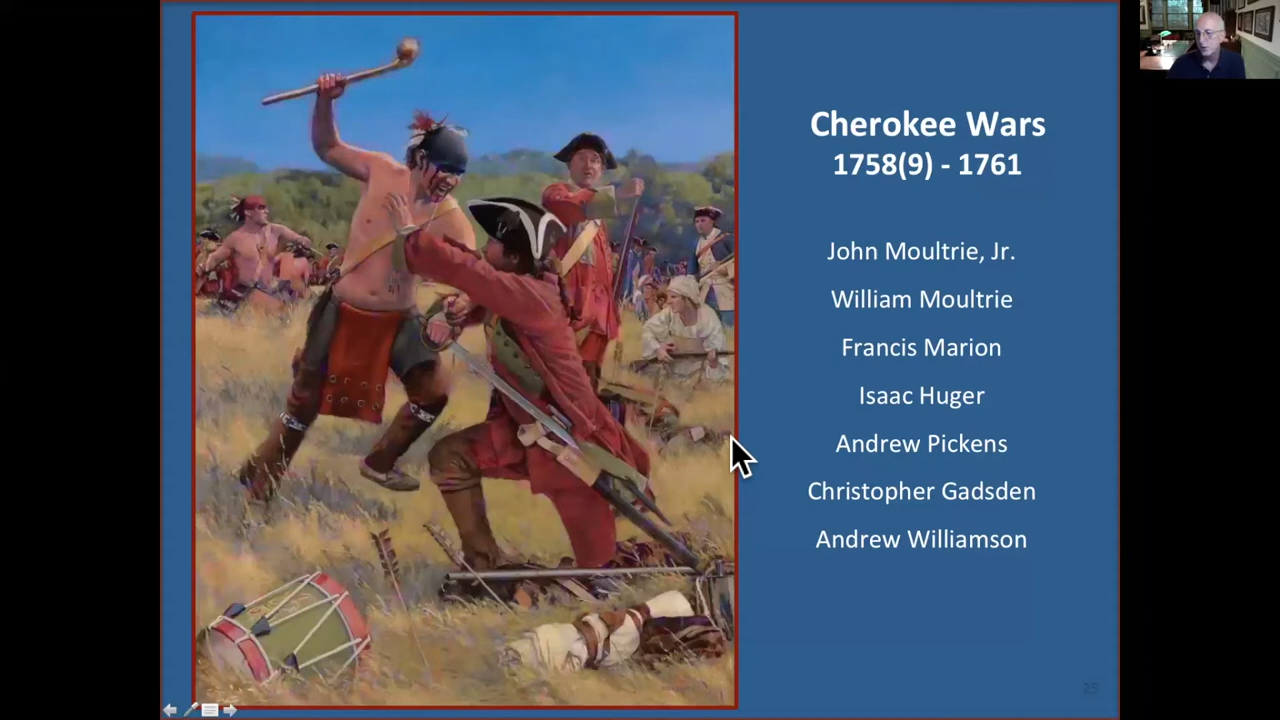 Cherokee Wars
1758(9) - 1761
John Moultrie, Jr.
William Moultrie
Francis Marion
Isaac Huger
Andrew Pickens
Christopher Gadsden
Andrew Williamson
25